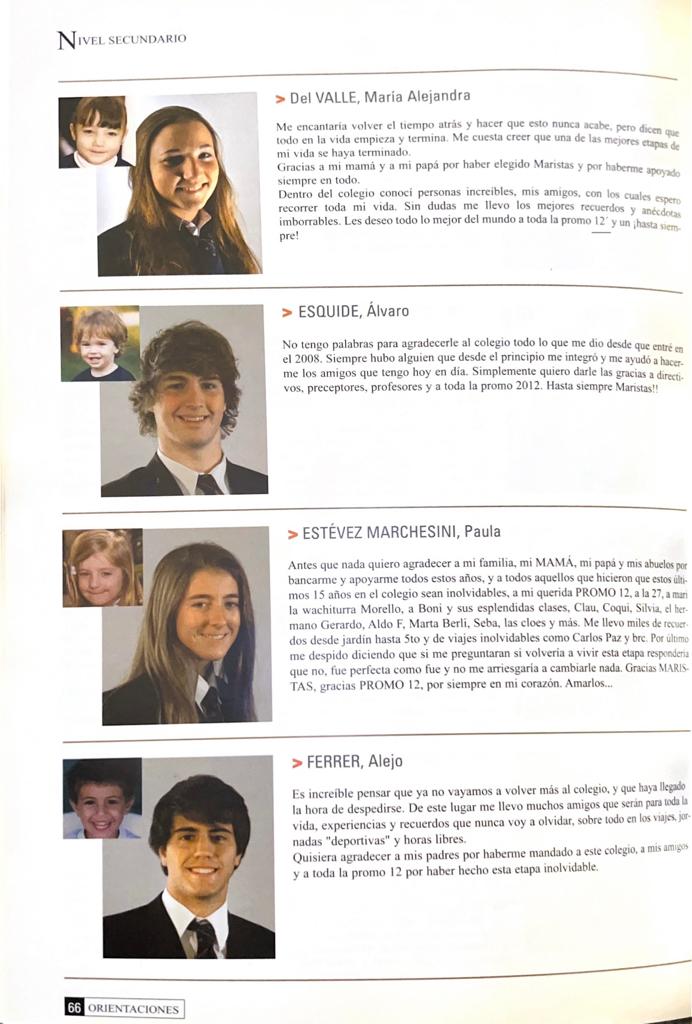 NIVEL SECUNDARIO
> Del VALLE, María Alejandra
Me encantaría volver el tiempo atrás y hacer que esto nunca acabe, pero dicen que
todo en la vida empieza y termina. Me cuesta creer que una de las mejores etapas de
mi vida se haya terminado.
Gracias a mi mamá y a mi papá por haber elegido Maristas y por haberme apoyado
siempre en todo.
Dentro del colegio conocí personas increíbles, mis amigos, con los cuales espero
recorrer toda mi vida. Sin dudas me llevo los mejores recuerdos y anécdotas
imborrables. Les deseo todo lo mejor del mundo a toda la promo 12´ y un ¡hasta siem-
pre!
> ESQUIDE, Álvaro
No tengo palabras para agradecerle al colegio todo lo que me dio desde que entré en
el 2008. Siempre hubo alguien que desde el principio me integró y me ayudó a hacer-
me los amigos que tengo hoy en día. Simplemente quiero darle las gracias a directi-
vos, preceptores, profesores y a toda la promo 2012. Hasta siempre Maristas!!
> ESTÉVEZ MARCHESINI, Paula
Antes que nada quiero agradecer a mi familia, mi MAMÁ, mi papá y mis abuelos por
bancarme y apoyarme todos estos años, y a todos aquellos que hicieron que estos últi-
mos 15 años en el colegio sean inolvidables, a mi querida PROMO 12, a la 27, a mari
la wachiturra Morello, a Boni y sus esplendidas clases, Clau, Coqui, Silvia, el her-
mano Gerardo, Aldo F, Marta Berli, Seba, las cloes y más. Me llevo miles de recuer-
dos desde jardín hasta 5to y de viajes inolvidables como Carlos Paz y brc. Por último
me despido diciendo que si me preguntaran si volvería a vivir esta etapa respondería
que no, fue perfecta como fue y no me arriesgaría a cambiarle nada. Gracias MARIS-
TAS, gracias PROMO 12, por siempre en mi corazón. Amarlos...
> FERRER, Alejo
Es increíble pensar que ya no vayamos a volver más al colegio, y que haya llegado
la hora de despedirse. De este lugar me llevo muchos amigos que serán para toda la
vida, experiencias y recuerdos que nunca voy a olvidar, sobre todo en los viajes, jor-
nadas "deportivas" y horas libres.
Quisiera agradecer a mis padres por haberme mandado a este colegio, a mis amigos
y a toda la promo 12 por haber hecho esta etapa inolvidable.
66 ORIENTACIONES